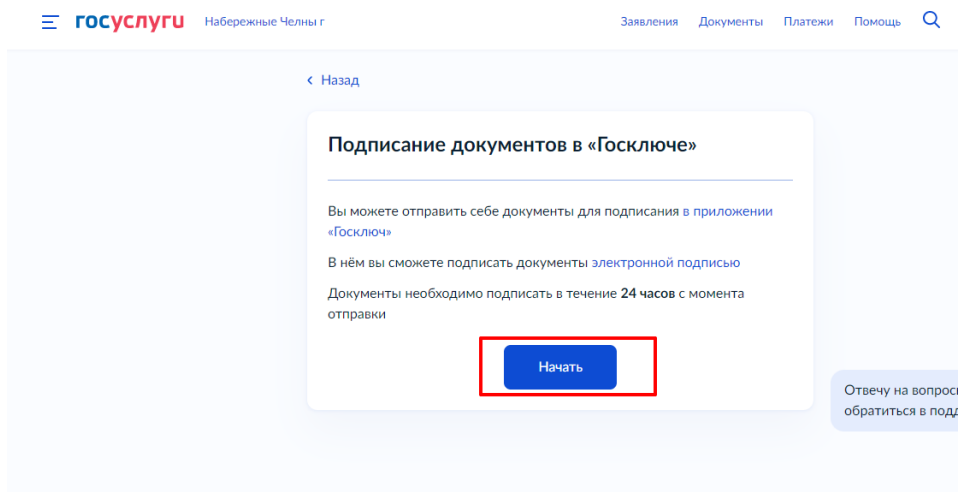 госуслуги Набережные Челны г Заявления Документы Платежи Помощь
Назад
Подписание документов в «Госключе»
Вы можете отправить себе документы для подписания в приложении
«Госключ»
В нём вы сможете подписать документы электронной подписью
Документы необходимо подписать в течение 24 часов с момента
отправки
Начать
Отвечу на
обратиться в